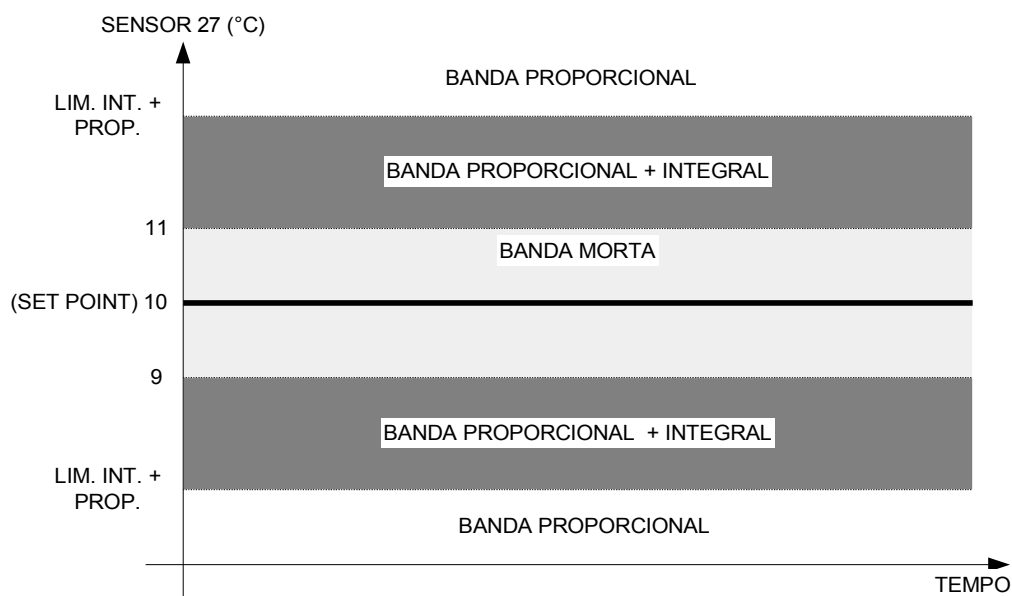 SENSOR 27 (°C)
BANDA PROPORCIONAL
LIM. INT. +
PROP.
BANDA PROPORCIONAL + INTEGRAL
11
BANDA MORTA
(SET POINT) 10
9
BANDA PROPORCIONAL + INTEGRAL
LIM. INT. +
PROP.
BANDA PROPORCIONAL
TEMPO